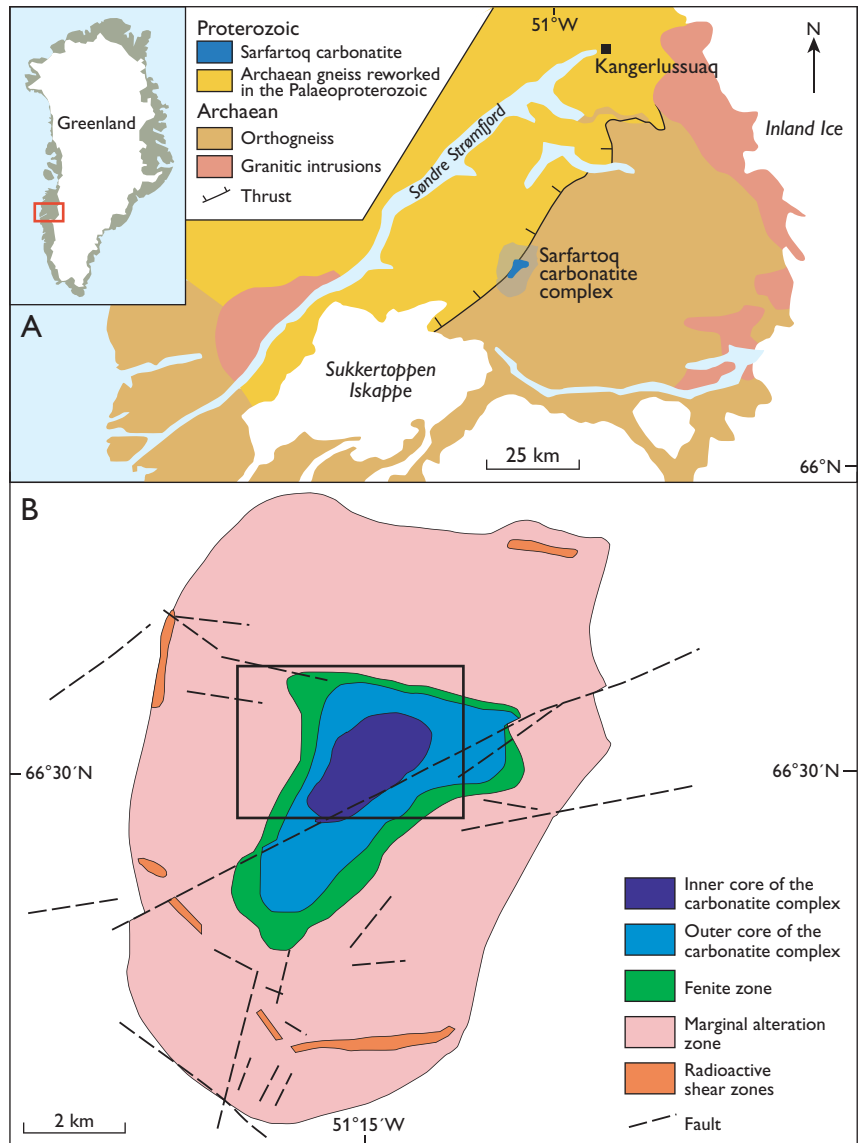 Greenland
Proterozoic
Sarfartoq carbonatite
Archaean gneiss reworked
in the Palaeoproterozoic
Archaean
Orthogneiss
Granitic intrusions
Thrust
51°W
N
Kangerlussuaq
Inland Ice
Søndre Strømfjord
Sarfartoq
carbonatite
complex
A
Sukkertoppen
Iskappe
25 km
66°N
B
66°30´N
66°30´N
Inner core of the
carbonatite complex
Outer core of the
carbonatite complex
Fenite zone
Marginal alteration
zone
Radioactive
shear zones
Fault
2 km
51°15´W